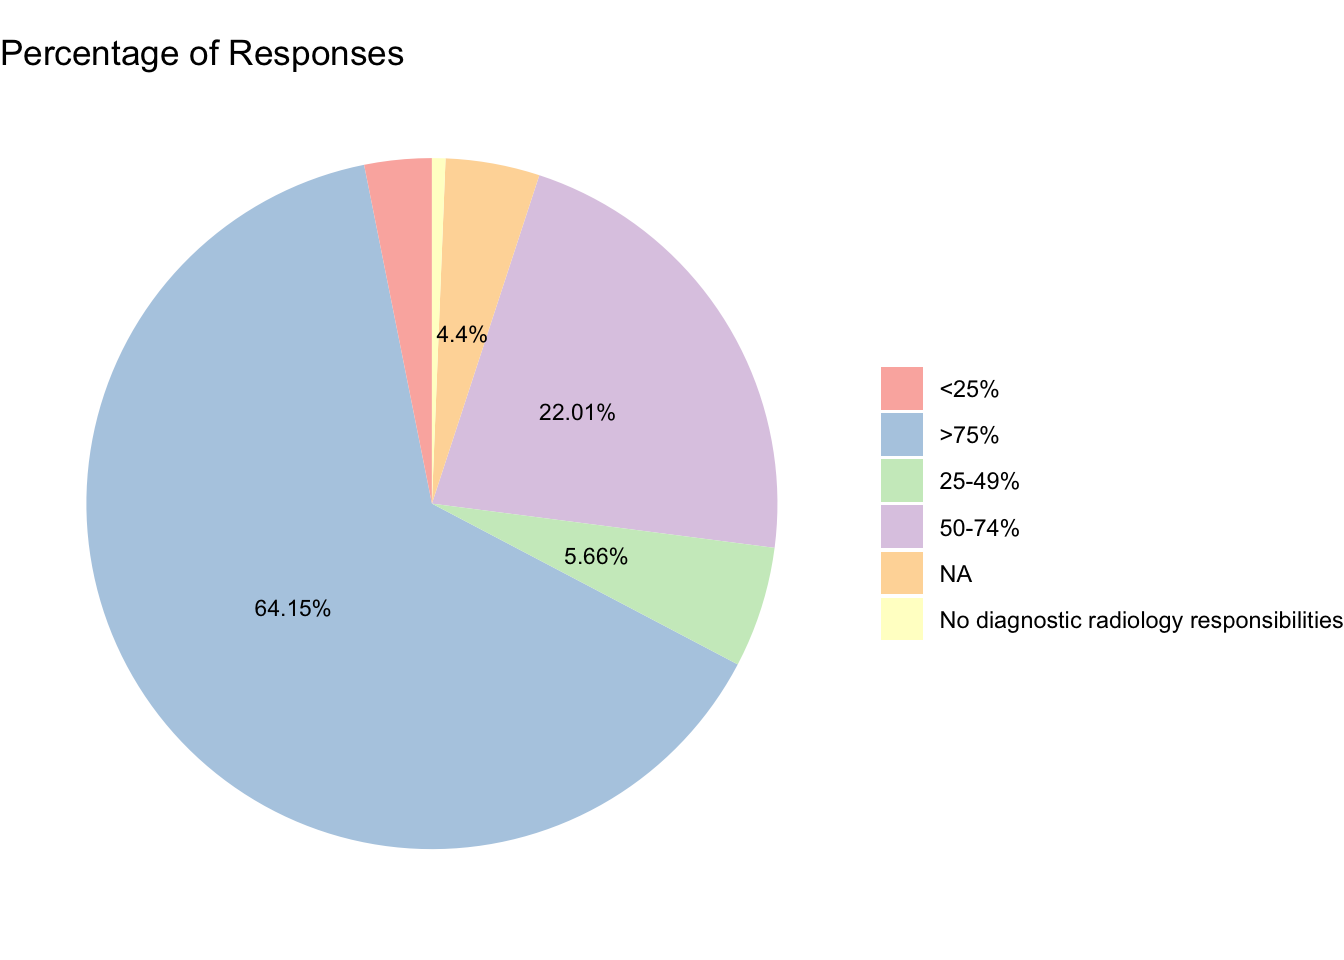 Percentage of Responses
4.4%
22.01%
5.66%
64.15%
<25%
>75%
25-49%
50-74%
NA
No diagnostic radiology responsibilities